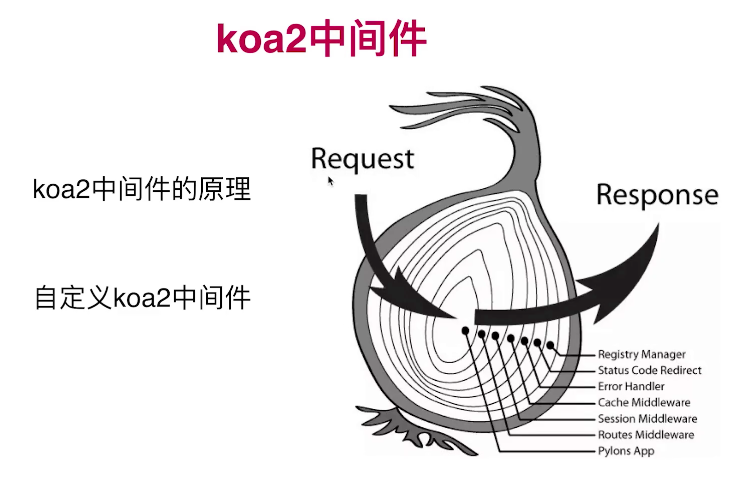 koa2中间件
koa2中间件的原理
自定义koa2中间件
Request
Response
Registry Manager
Status Code Redirect
Error Handler
Cache Middleware
Session Middleware
Routes Middleware
Pylons App